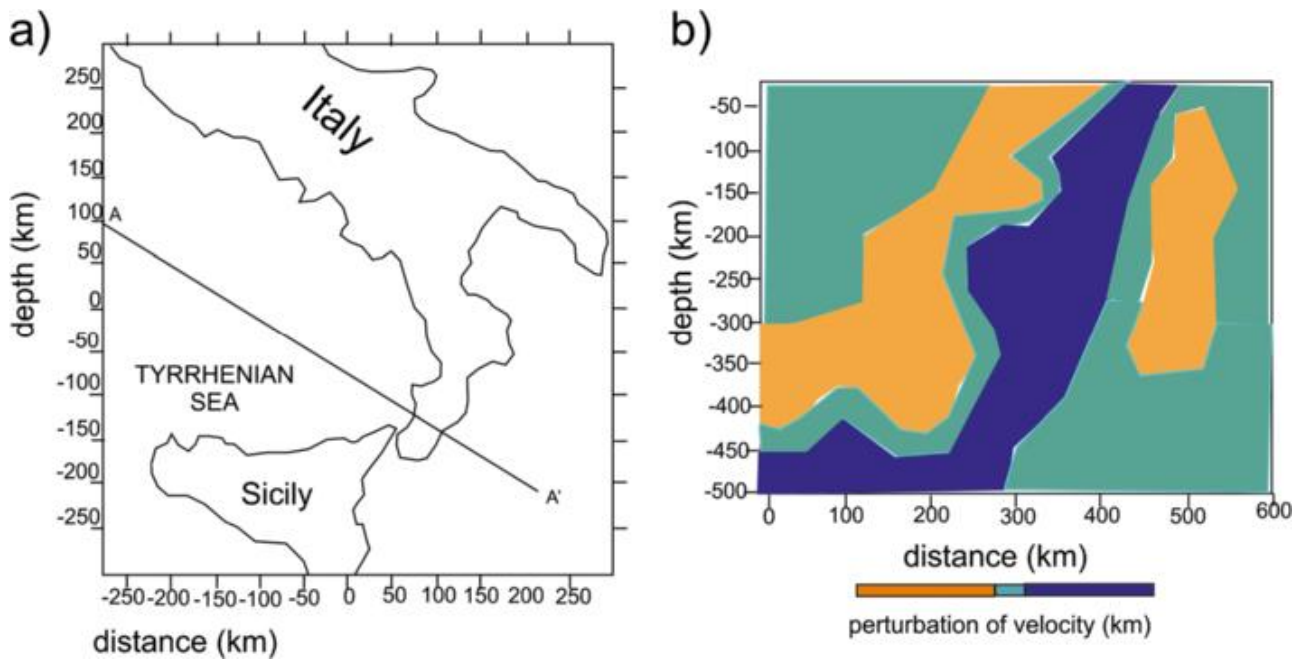 a)
250
200
150
100
50
0
-50
-100
-150
-200
-250
depth (km)
Italy
A
TYRRHENIAN
SEA
Sicily
A'
-250 -200 -150 -100 -50 0 50 100 150 200 250
distance (km)
b)
-50
-100
-150
-200
-250
-300
-350
-400
-450
-500
depth (km)
0 100 200 300 400 500 600
distance (km)
perturbation of velocity (km)